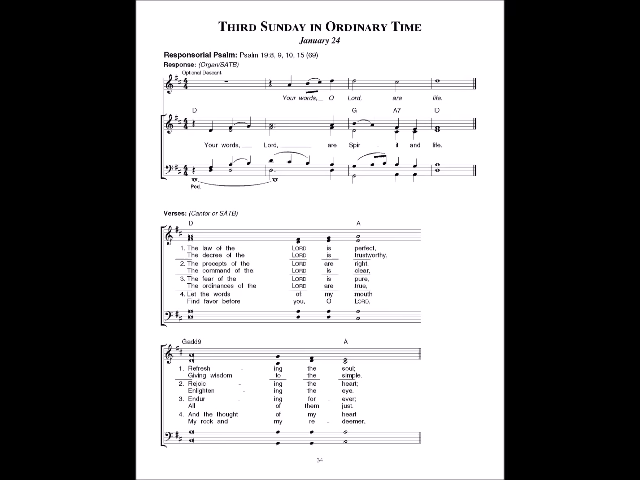 THIRD SUNDAY IN ORDINARY TIME
January 24
Responsorial Psalm: Psalm 19:8, 9, 10, 15 (69)
Response: (Organ/SATB)
Optional Descant
Your words, O Lord, are life.
D G A7 D
Your words, Lord, are Spir it and life.
Ped.
Verses: (Cantor or SATB)
D A
1. The law of the LORD is perfect,
The decree of the LORD is trustworthy.
2. The precepts of the LORD are right
The command of the LORD is clear,
3. The fear of the LORD is pure,
The ordinances of the LORD are true,
4. Let the words of my mouth
Find favor before you, O LORD,
Gadd9 A
1. Refresh - ing the soul;
Giving wisdom to the simple.
2. Rejoic - ing the heart;
Enlighten - ing the eye.
3. Endur - ing for - ever;
All of them just.
4. And the thought of my heart
My rock and my re - deemer.
34